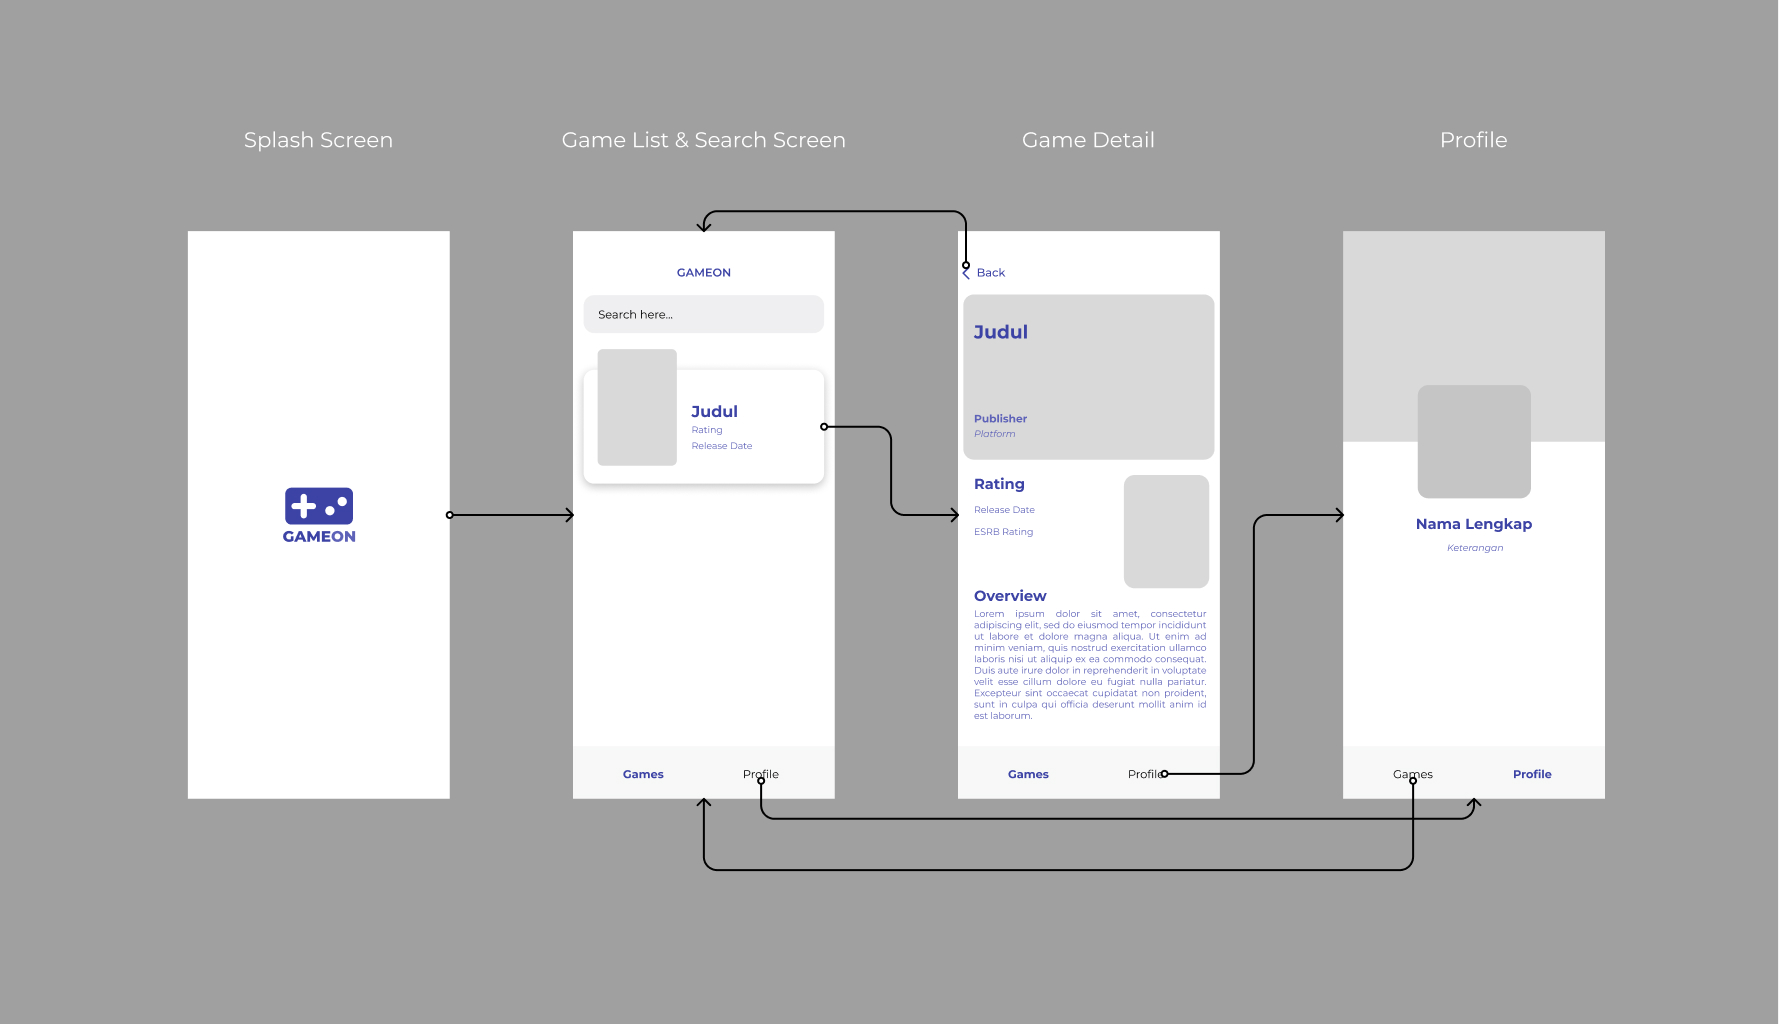 Splash Screen
Game List & Search Screen
Game Detail
Profile
GAMEON
GAMEON
Search here...
Judul
Rating
Release Date
Games
Profile
Back
Judul
Publisher
Platform
Rating
Release Date
ESRB Rating
Overview
Lorem ipsum dolor sit amet, consectetur
adipiscing elit, sed do eiusmod tempor incididunt
ut labore et dolore magna aliqua. Ut enim ad
minim veniam, quis nostrud exercitation ullamco
laboris nisi ut aliquip ex ea commodo consequat.
Duis aute irure dolor in reprehenderit in voluptate
velit esse cillum dolore eu fugiat nulla pariatur.
Excepteur sint occaecat cupidatat non proident,
sunt in culpa qui officia deserunt mollit anim id
est laborum.
Games
Profile
Nama Lengkap
Keterangan
Games
Profile